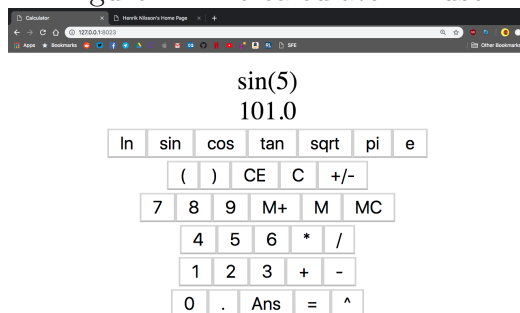 Calculator × Henrik Nilsson's Home Page × +
127.0.0.1:8023
Apps Bookmarks SFE Other Bookmarks
sin(5)
101.0
ln sin cos tan sqrt pi e
( ) CE C +/-
7 8 9 M+ M MC
4 5 6 * /
1 2 3 + -
0 . Ans = ^